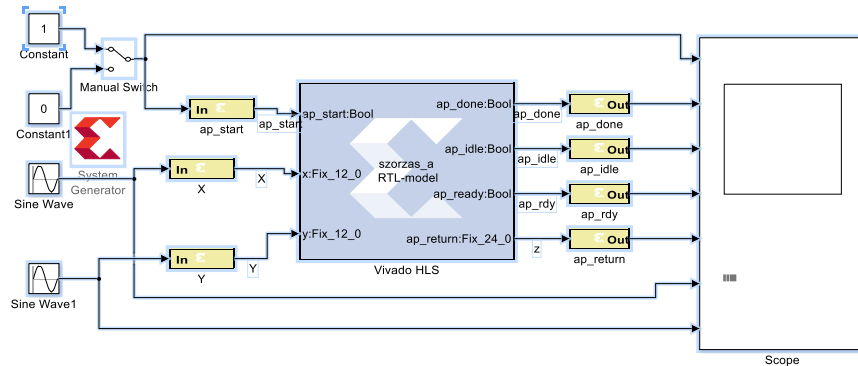 1
Constant
Manual Switch
0
Constant1
System
Generator
In
ap_start
ap_start
ap_start:Bool
szorzas_a
RTL-model
x:Fix_12_0
y:Fix_12_0
ap_done:Bool
ap_idle:Bool
ap_ready:Bool
ap_return:Fix_24_0
Vivado HLS
In
X
X
In
Y
Y
Sine Wave
Sine Wave1
ap_done
Out
ap_done
ap_idle
Out
ap_idle
ap_rdy
Out
ap_rdy
z
Out
ap_return
Scope